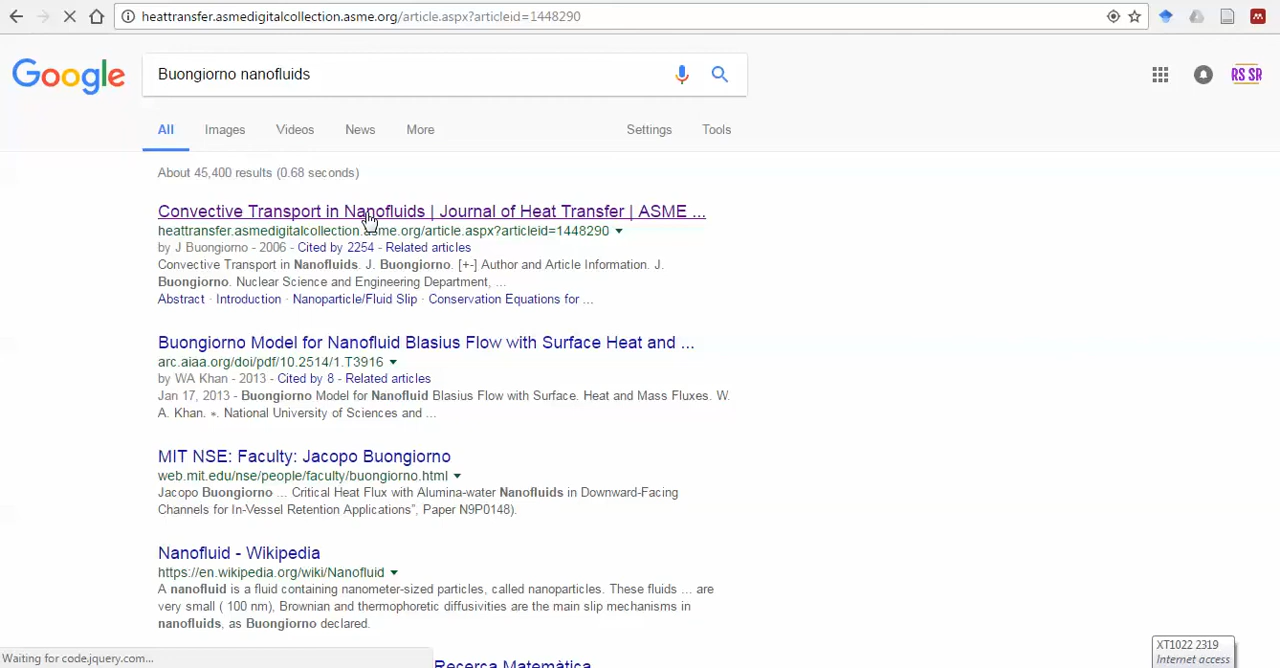 heattransfer.asmedigitalcollection.asme.org/article.aspx?articleid=1448290
Google
Buongiorno nanofluids
RS SR
All Images Videos News More Settings Tools
About 45,400 results (0.68 seconds)
Convective Transport in Nanofluids | Journal of Heat Transfer | ASME ...
heattransfer.asmedigitalcollection.asme.org/article.aspx?articleid=1448290
by J Buongiorno - 2006 - Cited by 2254 - Related articles
Convective Transport in Nanofluids. J. Buongiorno. [+-] Author and Article Information. J.
Buongiorno. Nuclear Science and Engineering Department, ...
Abstract · Introduction · Nanoparticle/Fluid Slip · Conservation Equations for ...
Buongiorno Model for Nanofluid Blasius Flow with Surface Heat and ...
arc.aiaa.org/doi/pdf/10.2514/1.T3916
by WA Khan - 2013 - Cited by 8 - Related articles
Jan 17, 2013 - Buongiorno Model for Nanofluid Blasius Flow with Surface. Heat and Mass Fluxes. W.
A. Khan. ∗. National University of Sciences and ...
MIT NSE: Faculty: Jacopo Buongiorno
web.mit.edu/nse/people/faculty/buongiorno.html
Jacopo Buongiorno ... Critical Heat Flux with Alumina-water Nanofluids in Downward-Facing
Channels for In-Vessel Retention Applications”, Paper N9P0148).
Nanofluid - Wikipedia
https://en.wikipedia.org/wiki/Nanofluid
A nanofluid is a fluid containing nanometer-sized particles, called nanoparticles. These fluids ... are
very small ( 100 nm), Brownian and thermophoretic diffusivities are the main slip mechanisms in
nanofluids, as Buongiorno declared.
Recerca Matemàtica
Waiting for code.jquery.com...
XT1022 2319
Internet access